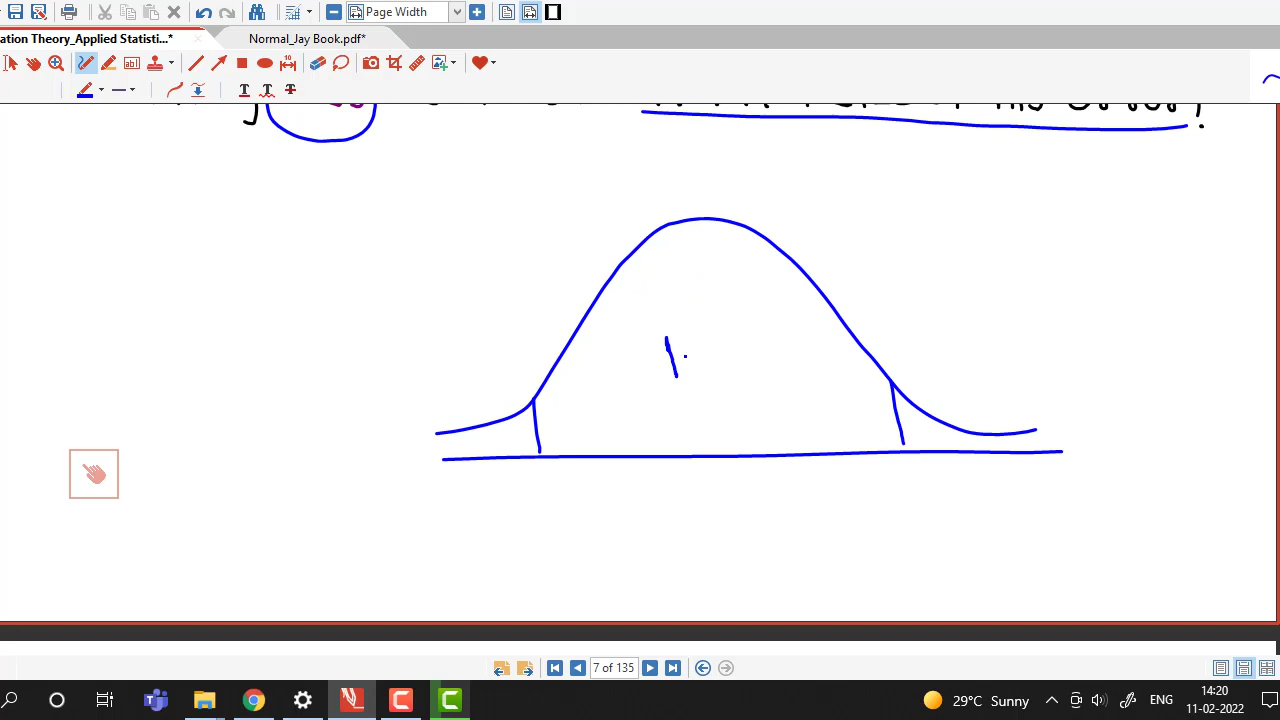 Page Width
ation Theory_Applied Statisti...*
Normal_Jay Book.pdf*
10
T T T
7 of 135
29°C Sunny
ENG
14:20
11-02-2022